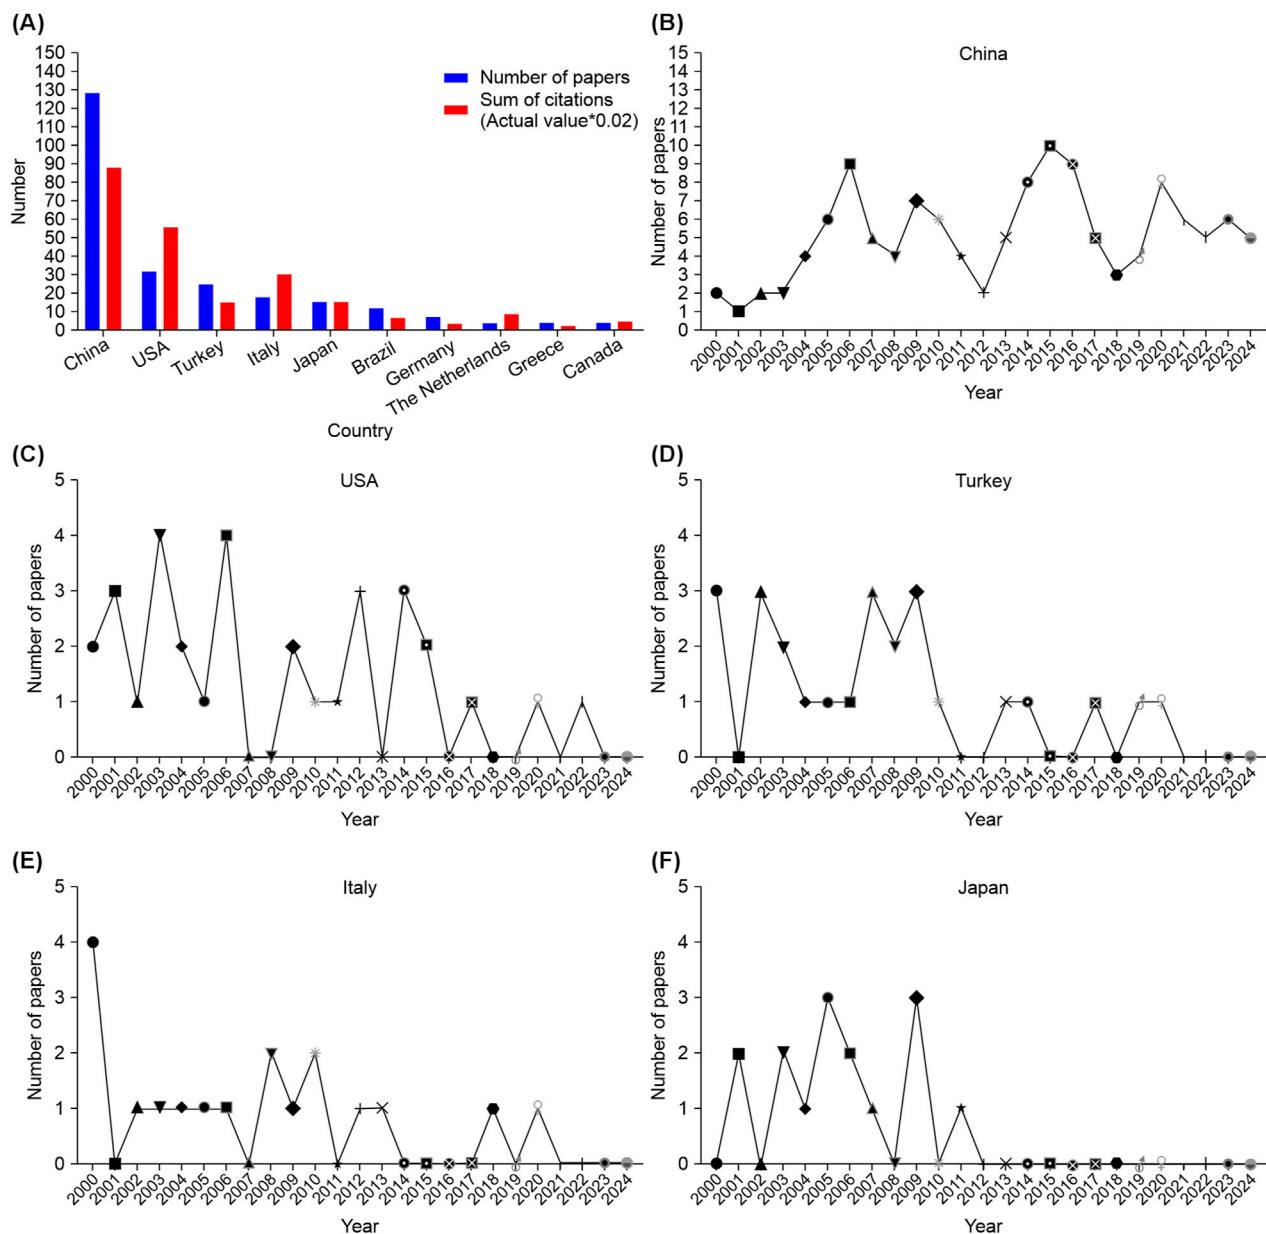 (A)
150
140
130
120
110
100
90
80
70
60
50
40
30
20
10
0
Number
Number of papers
Sum of citations
(Actual value*0.02)
China
USA
Turkey
Italy
Japan
Brazil
Germany
The Netherlands
Greece
Canada
Country
(B)
China
15
14
13
12
11
10
9
8
7
6
5
4
3
2
1
0
Number of papers
2000 2001 2002 2003 2004 2005 2006 2007 2008 2009 2010 2011 2012 2013 2014 2015 2016 2017 2018 2019 2020 2021 2022 2023 2024
Year
(C)
USA
5
4
3
2
1
0
Number of papers
2000 2001 2002 2003 2004 2005 2006 2007 2008 2009 2010 2011 2012 2013 2014 2015 2016 2017 2018 2019 2020 2021 2022 2023 2024
Year
(D)
Turkey
5
4
3
2
1
0
Number of papers
2000 2001 2002 2003 2004 2005 2006 2007 2008 2009 2010 2011 2012 2013 2014 2015 2016 2017 2018 2019 2020 2021 2022 2023 2024
Year
(E)
Italy
5
4
3
2
1
0
Number of papers
2000 2001 2002 2003 2004 2005 2006 2007 2008 2009 2010 2011 2012 2013 2014 2015 2016 2017 2018 2019 2020 2021 2022 2023 2024
Year
(F)
Japan
5
4
3
2
1
0
Number of papers
2000 2001 2002 2003 2004 2005 2006 2007 2008 2009 2010 2011 2012 2013 2014 2015 2016 2017 2018 2019 2020 2021 2022 2023 2024
Year